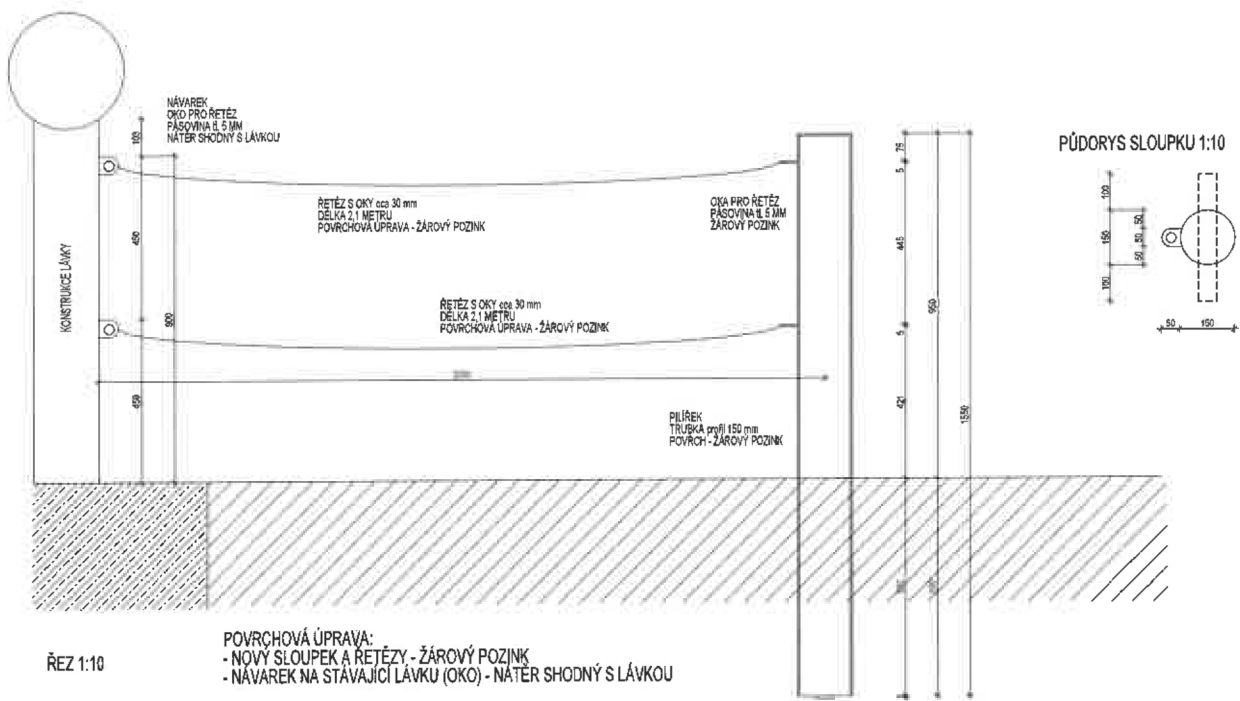 NÁVAREK
OKO PRO ŘETĚZ
PÁSOVINA tl. 5 MM
NÁTĚR SHODNÝ S LÁVKOU
100
KONSTRUKCE LÁVKY
450
900
450
ŘETĚZ S OKY cca 30 mm
DÉLKA 2,1 METRU
POVRCHOVÁ ÚPRAVA - ŽÁROVÝ POZINK
OKA PRO ŘETĚZ
PÁSOVINA tl. 5 MM
ŽÁROVÝ POZINK
ŘETĚZ S OKY cca 30 mm
DÉLKA 2,1 METRU
POVRCHOVÁ ÚPRAVA - ŽÁROVÝ POZINK
PILÍŘEK
TRUBKA profil 150 mm
POVRCH - ŽÁROVÝ POZINK
75
5
445
5
421
950
1550
PŮDORYS SLOUPKU 1:10
100
150
100
50
50
50
50
150
ŘEZ 1:10
POVRCHOVÁ ÚPRAVA:
- NOVÝ SLOUPEK A ŘETĚZY - ŽÁROVÝ POZINK
- NÁVAREK NA STÁVAJÍCÍ LÁVKU (OKO) - NÁTĚR SHODNÝ S LÁVKOU